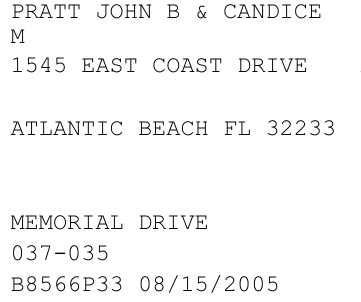 PRATT JOHN B & CANDICE
M
1545 EAST COAST DRIVE
ATLANTIC BEACH FL 32233
MEMORIAL DRIVE
037-035
B8566P33 08/15/2005